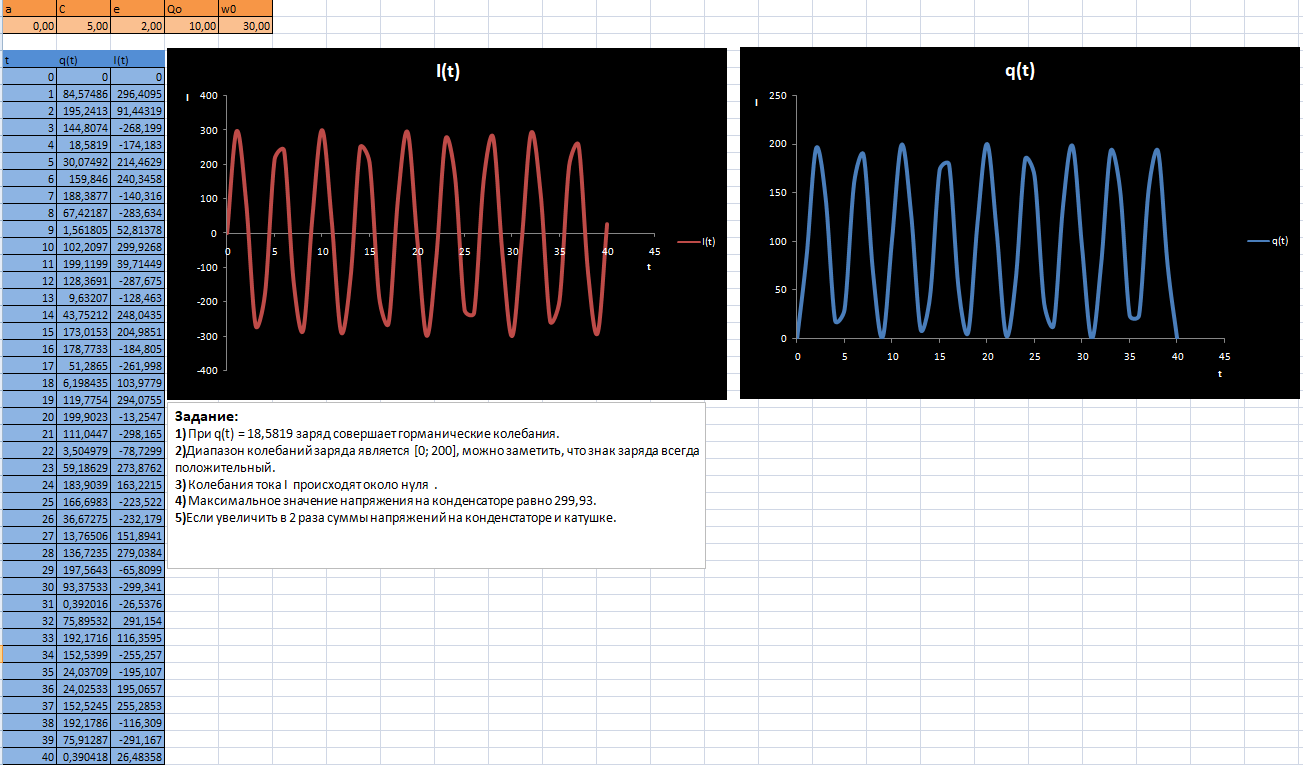 a C e Qo w0
0,00 5,00 2,00 10,00 30,00
t q(t) I(t)
0 0 0
1 84,57486 296,4095
2 195,2413 91,44319
3 144,8074 -268,199
4 18,5819 -174,183
5 30,07492 214,4629
6 159,846 240,3458
7 188,3877 -140,316
8 67,42187 -283,634
9 1,561805 52,81378
10 102,2097 299,9268
11 199,1199 39,71449
12 128,3691 -287,675
13 9,63207 -128,463
14 43,75212 248,0435
15 173,0153 204,9851
16 178,7733 -184,805
17 51,2865 -261,998
18 6,198435 103,9779
19 119,7754 294,0755
20 199,9023 -13,2547
21 111,0447 -298,165
22 3,504979 -78,7299
23 59,18629 273,8762
24 183,9039 163,2215
25 166,6983 -223,522
26 36,67275 -232,179
27 13,76506 151,8941
28 136,7235 279,0384
29 197,5643 -65,8099
30 93,37533 -299,341
31 0,392016 -26,5376
32 75,89532 291,154
33 192,1716 116,3595
34 152,5399 -255,257
35 24,03709 -195,107
36 24,02533 195,0657
37 152,5245 255,2853
38 192,1786 -116,309
39 75,91287 -291,167
40 0,390418 26,48358
I(t)
I
400
300
200
100
0
-100
-200
-300
-400
0 5 10 15 20 25 30 35 40 45
t
I(t)
q(t)
I
250
200
150
100
50
0
0 5 10 15 20 25 30 35 40 45
t
q(t)
Задание:
1) При q(t) = 18,5819 заряд совершает горманические колебания.
2)Диапазон колебаний заряда является [0; 200], можно заметить, что знак заряда всегда
положительный.
3) Колебания тока I происходят около нуля .
4) Максимальное значение напряжения на конденсаторе равно 299,93.
5)Если увеличить в 2 раза суммы напряжений на конденстаторе и катушке.